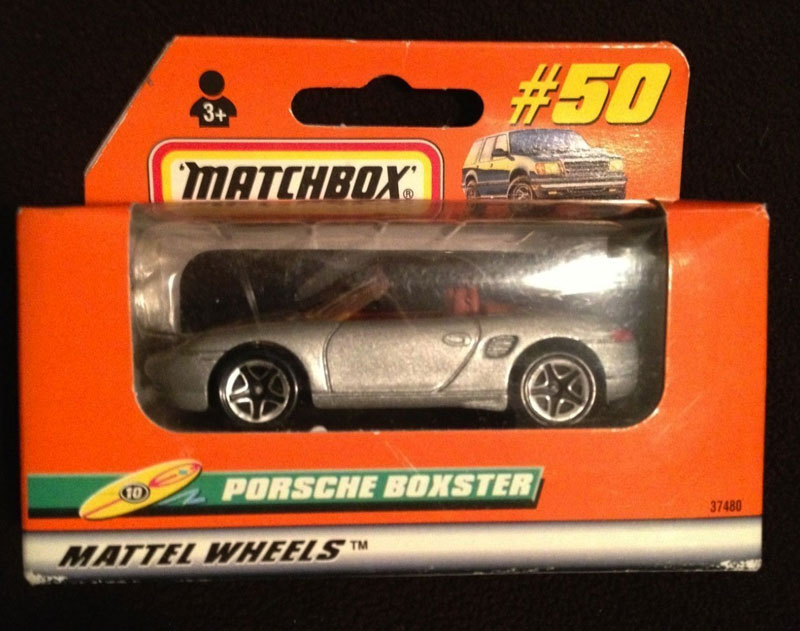 3+
#50
'MATCHBOX'®
10
PORSCHE BOXSTER
37480
MATTEL WHEELS™